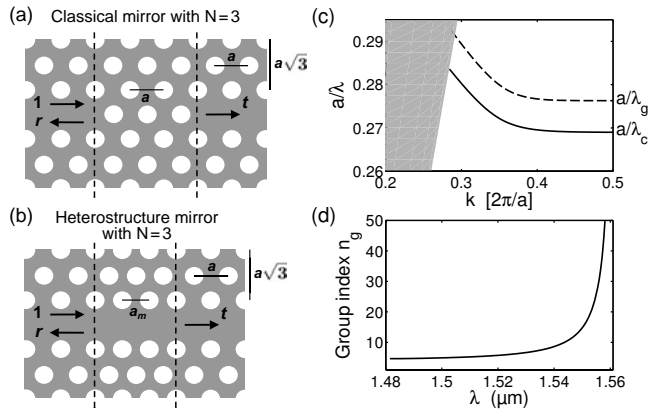 (a) Classical mirror with N=3
a
a√3
a
1
r
t
(b) Heterostructure mirror
with N=3
a
a√3
a_m
1
r
t
(c)
0.29
0.28
0.27
0.26
a/λ
a/λ_g
a/λ_c
0.2 0.3 0.4 0.5
k [2π/a]
(d)
50
40
30
20
10
Group index n_g
1.48 1.5 1.52 1.54 1.56
λ (μm)